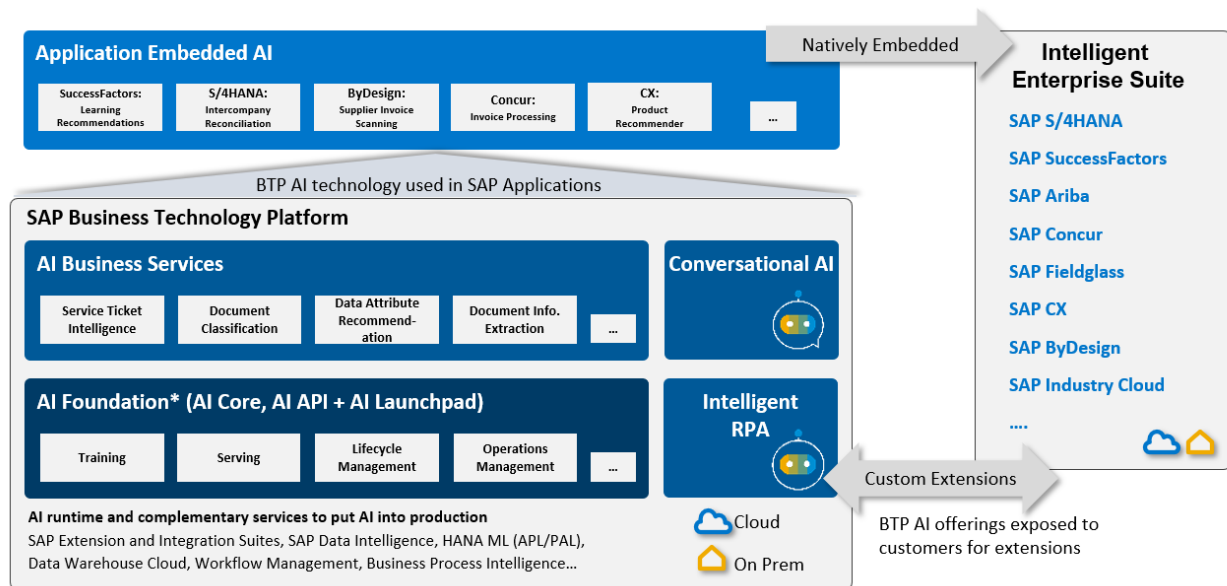 Application Embedded AI
SuccessFactors:
Learning
Recommendations
S/4HANA:
Intercompany
Reconciliation
ByDesign:
Supplier Invoice
Scanning
Concur:
Invoice Processing
CX:
Product
Recommender
...
Natively Embedded
Intelligent
Enterprise Suite
SAP S/4HANA
SAP SuccessFactors
SAP Ariba
SAP Concur
SAP Fieldglass
SAP CX
SAP ByDesign
SAP Industry Cloud
....
BTP AI technology used in SAP Applications
SAP Business Technology Platform
AI Business Services
Service Ticket
Intelligence
Document
Classification
Data Attribute
Recommend-
ation
Document Info.
Extraction
...
Conversational AI
AI Foundation* (AI Core, AI API + AI Launchpad)
Training
Serving
Lifecycle
Management
Operations
Management
...
Intelligent
RPA
Custom Extensions
AI runtime and complementary services to put AI into production
SAP Extension and Integration Suites, SAP Data Intelligence, HANA ML (APL/PAL),
Data Warehouse Cloud, Workflow Management, Business Process Intelligence...
Cloud
On Prem
BTP AI offerings exposed to
customers for extensions